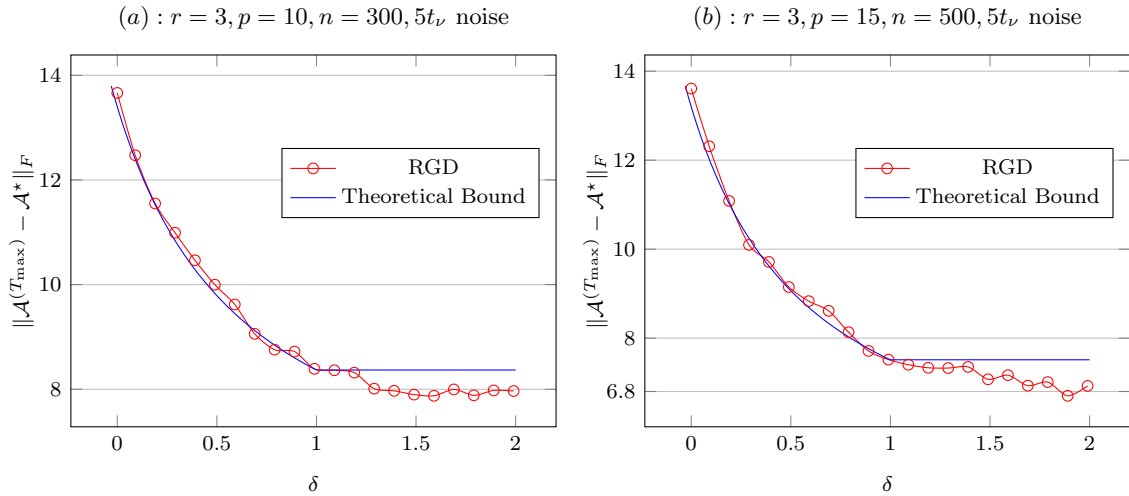 (a) : r = 3, p = 10, n = 300, 5t_ν noise
14
12
10
8
0
0.5
1
1.5
2
δ
‖𝒜^(T_max) − 𝒜*‖_F
RGD
Theoretical Bound
(b) : r = 3, p = 15, n = 500, 5t_ν noise
14
12
10
8
6.8
0
0.5
1
1.5
2
δ
‖𝒜^(T_max) − 𝒜*‖_F
RGD
Theoretical Bound